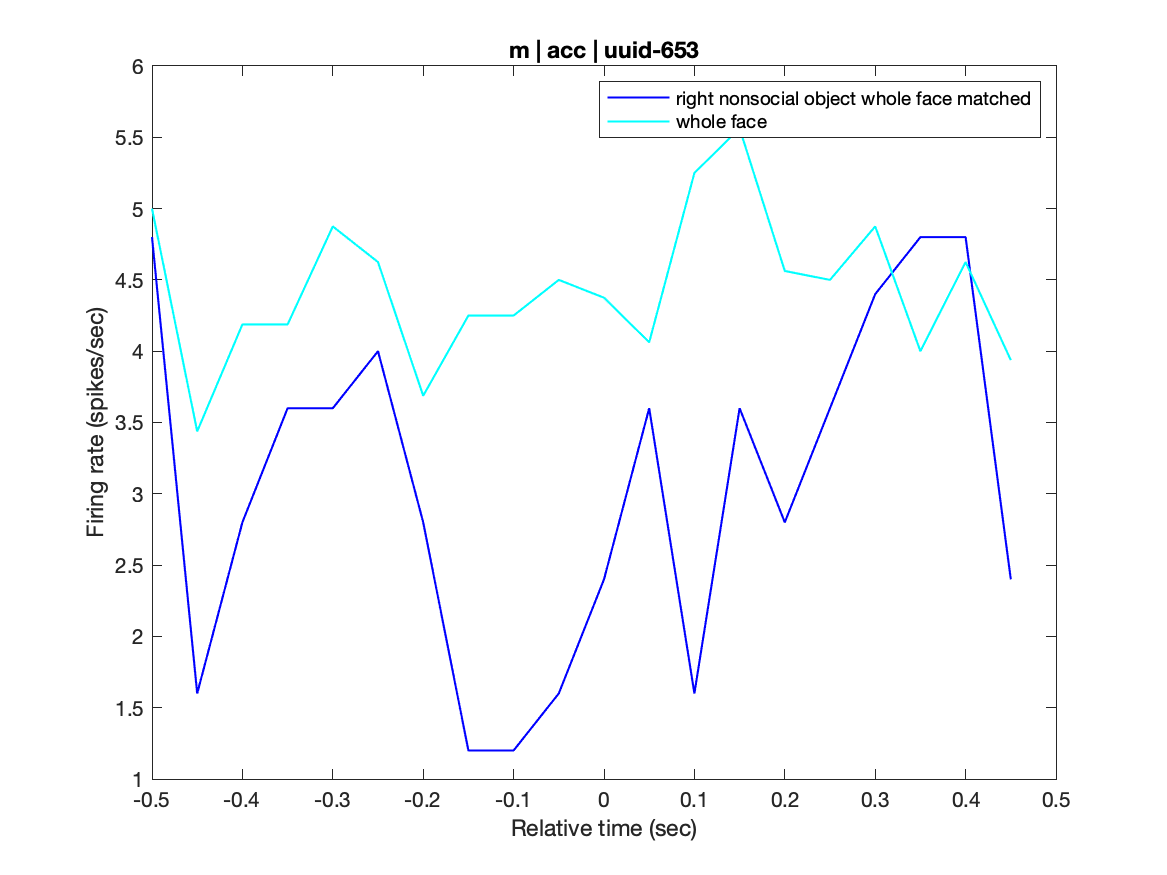 m | acc | uuid-653
right nonsocial object whole face matched
whole face
Firing rate (spikes/sec)
6
5.5
5
4.5
4
3.5
3
2.5
2
1.5
1
-0.5 -0.4 -0.3 -0.2 -0.1 0 0.1 0.2 0.3 0.4 0.5
Relative time (sec)